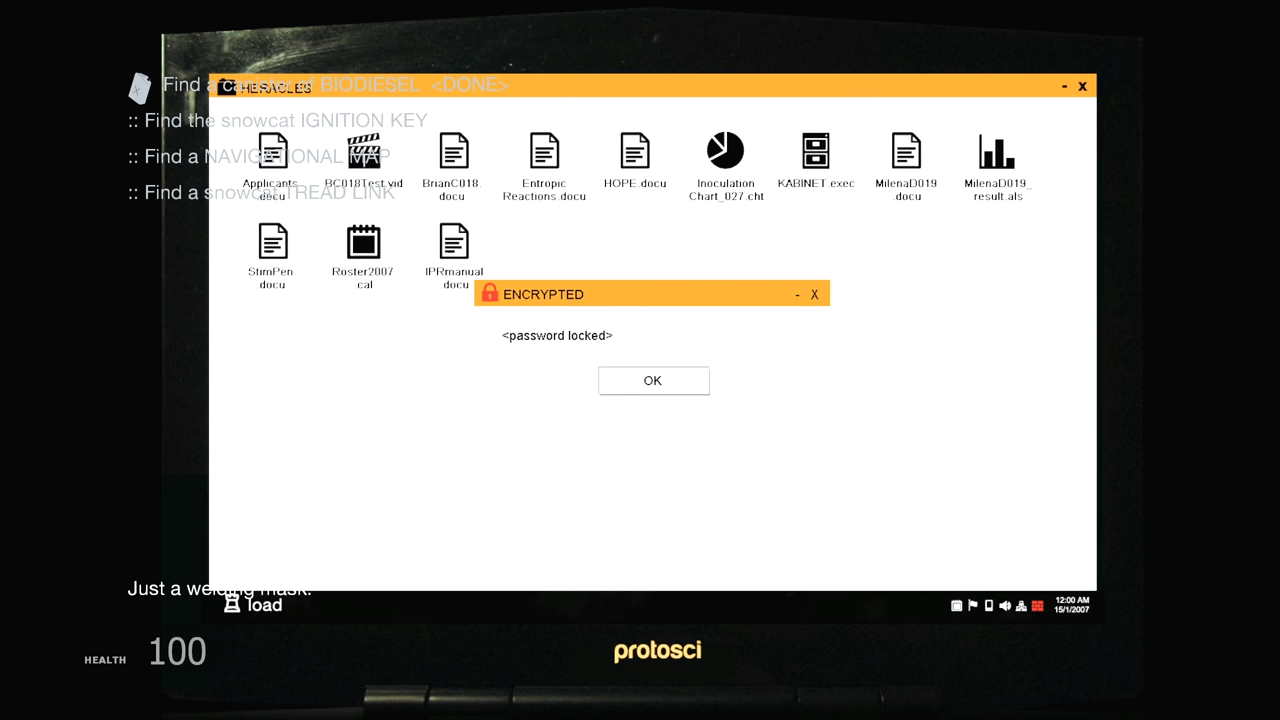 Find a canister of BIODIESEL <DONE>
HERACLES
- X
:: Find the snowcat IGNITION KEY
:: Find a NAVIGATIONAL MAP
:: Find a snowcat TREAD LINK
Applicants
.docu
BC018Test.vid
BrianC018.
docu
Entropic
Reactions.docu
HOPE.docu
Inoculation
Chart_027.cht
KABINET.exec
MilenaD019
.docu
MilenaD019_
result.als
StimPen
docu
Roster2007
cal
IPRmanual
docu
ENCRYPTED
- X
<password locked>
OK
Just a welding mask.
load
12:00 AM
15/1/2007
HEALTH 100
protosci